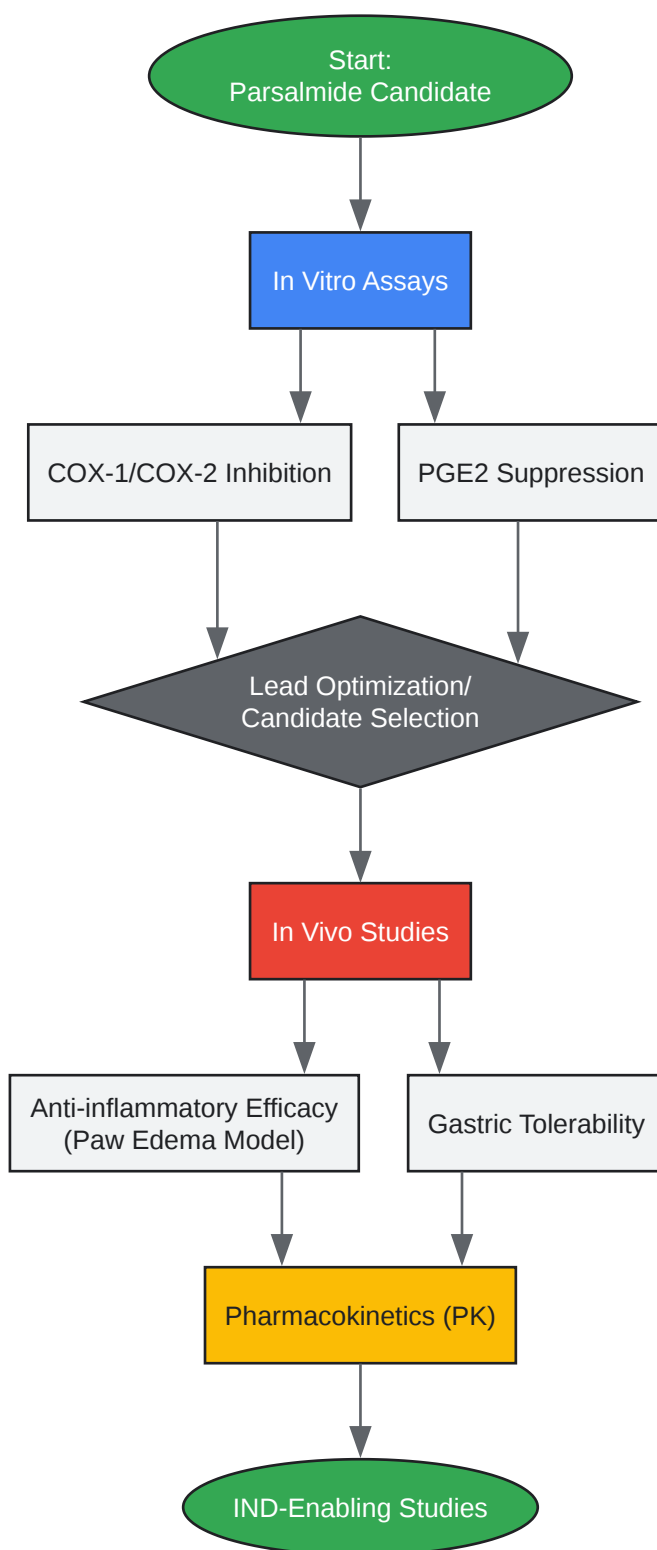 Start:
Parsalmide Candidate
In Vitro Assays
COX-1/COX-2 Inhibition
PGE2 Suppression
Lead Optimization/
Candidate Selection
In Vivo Studies
Anti-inflammatory Efficacy
(Paw Edema Model)
Gastric Tolerability
Pharmacokinetics (PK)
IND-Enabling Studies